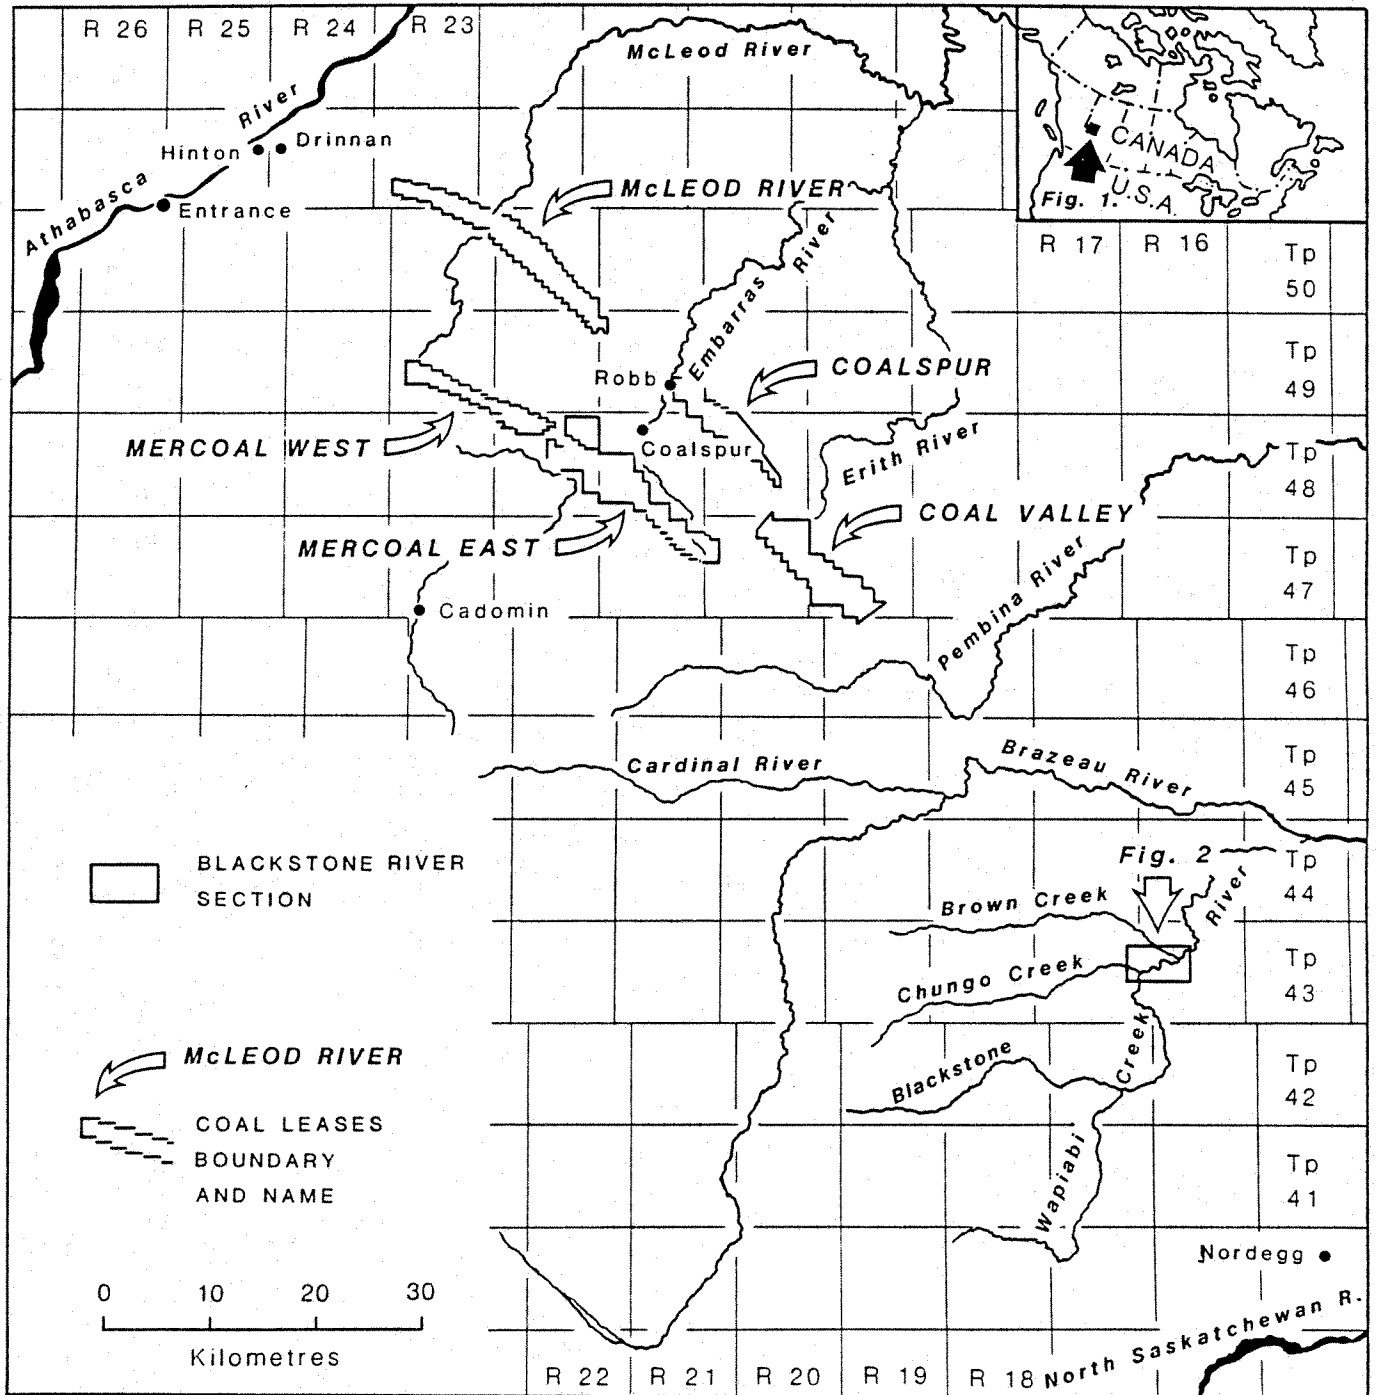 R 26
R 25
R 24
R 23
McLeod River
CANADA
U.S.A.
Fig. 1.
Athabasca River
Hinton
Drinnan
Entrance
McLEOD RIVER
R 17
R 16
Tp
50
Embarras River
Tp
49
Robb
COALSPUR
MERCOAL WEST
Coalspur
Erith River
Tp
48
COAL VALLEY
MERCOAL EAST
Tp
47
Cadomin
Pembina River
Tp
46
Cardinal River
Brazeau River
Tp
45
BLACKSTONE RIVER
SECTION
Fig. 2
Tp
44
Brown Creek
River
Chungo Creek
Tp
43
McLEOD RIVER
Blackstone
Creek
Tp
42
COAL LEASES
BOUNDARY
AND NAME
Wapiabi
Tp
41
Nordegg
0 10 20 30
Kilometres
North Saskatchewan R.
R 22
R 21
R 20
R 19
R 18